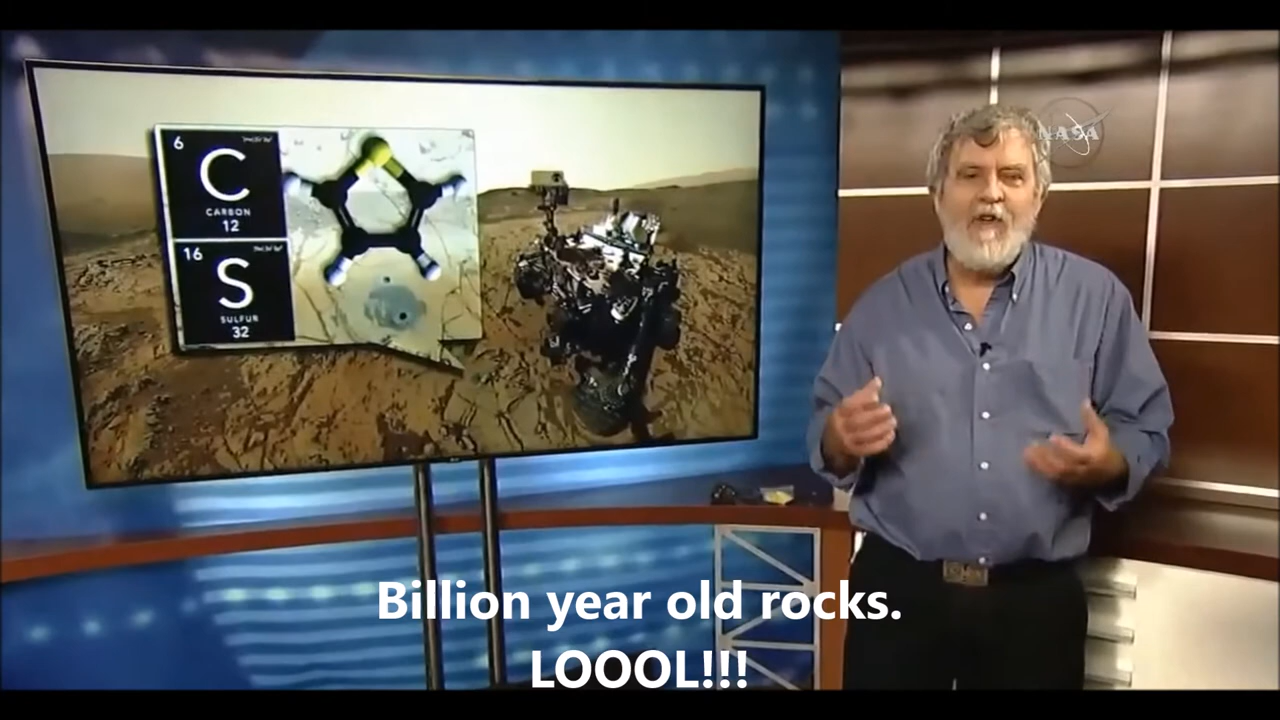 6
C
CARBON
12
16
S
SULFUR
32
NASA
Billion year old rocks.
LOOOL!!!